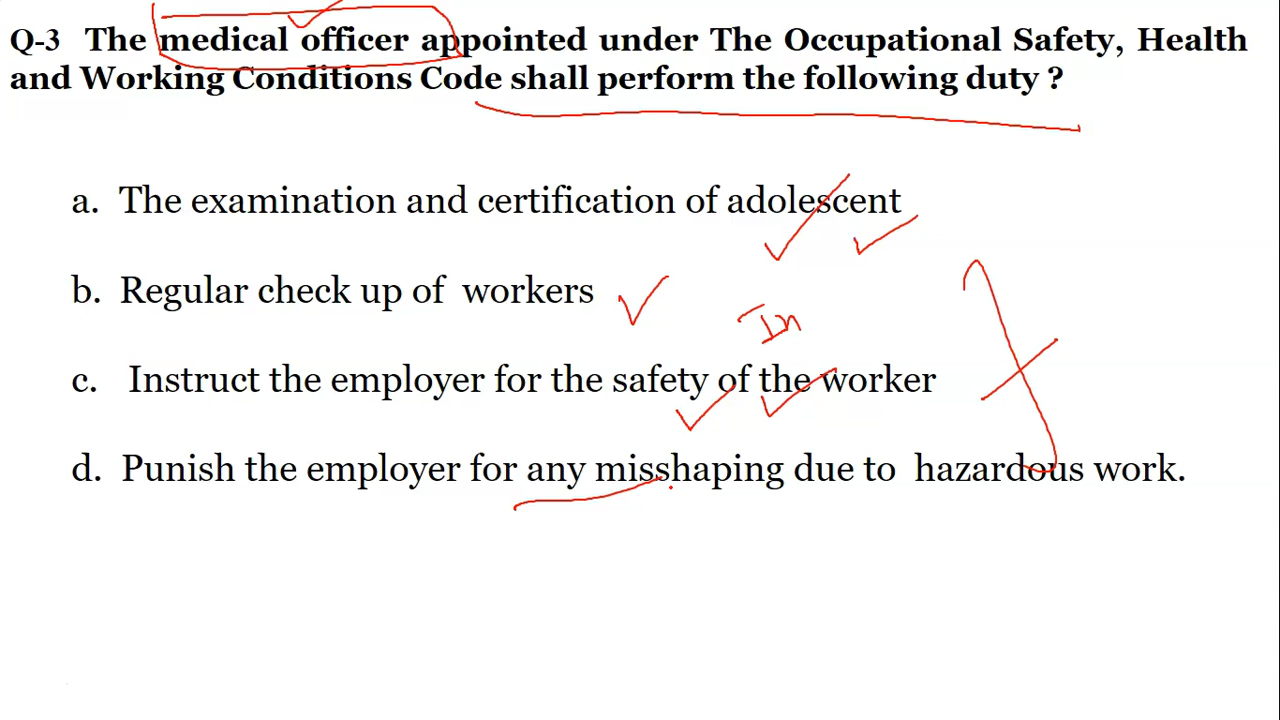 Q-3 The medical officer appointed under The Occupational Safety, Health
and Working Conditions Code shall perform the following duty ?
a. The examination and certification of adolescent
b. Regular check up of workers
In
c. Instruct the employer for the safety of the worker
d. Punish the employer for any misshaping due to hazardous work.